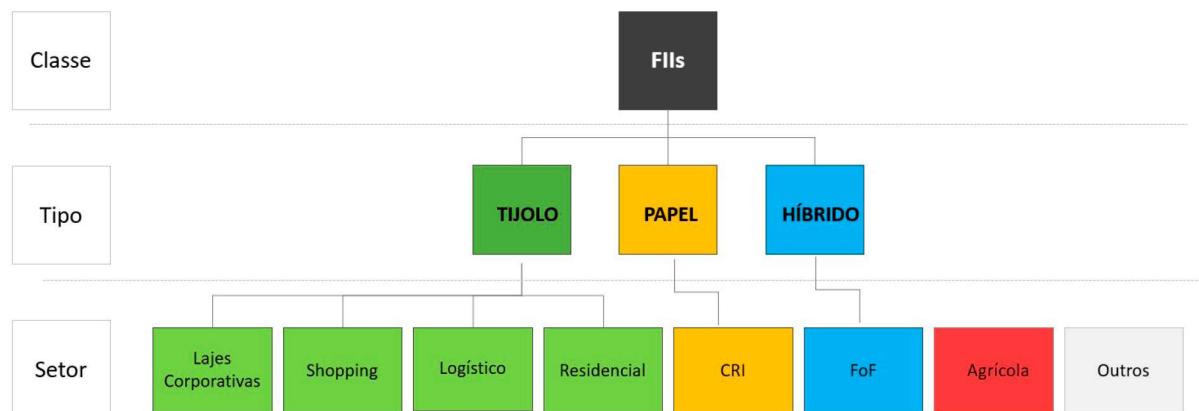 Classe
FIIs
Tipo
TIJOLO
PAPEL
HÍBRIDO
Setor
Lajes
Corporativas
Shopping
Logístico
Residencial
CRI
FoF
Agrícola
Outros